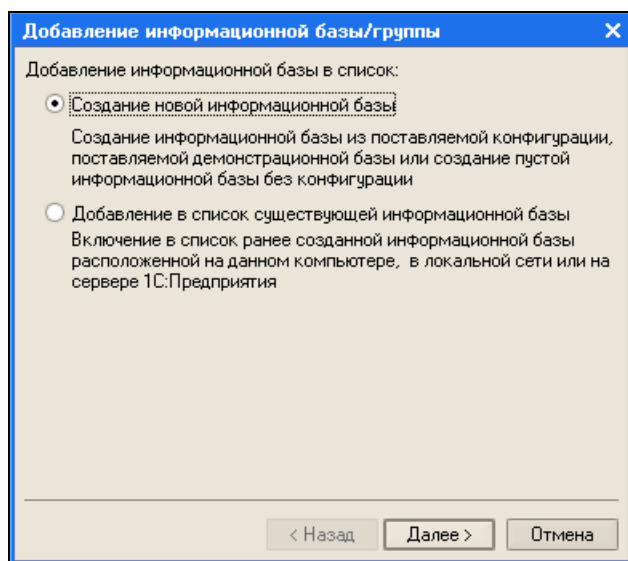 Добавление информационной базы/группы
Добавление информационной базы в список:
Создание новой информационной базы
Создание информационной базы из поставляемой конфигурации,
поставляемой демонстрационной базы или создание пустой
информационной базы без конфигурации
Добавление в список существующей информационной базы
Включение в список ранее созданной информационной базы
расположенной на данном компьютере, в локальной сети или на
сервере 1С:Предприятия
< Назад Далее > Отмена